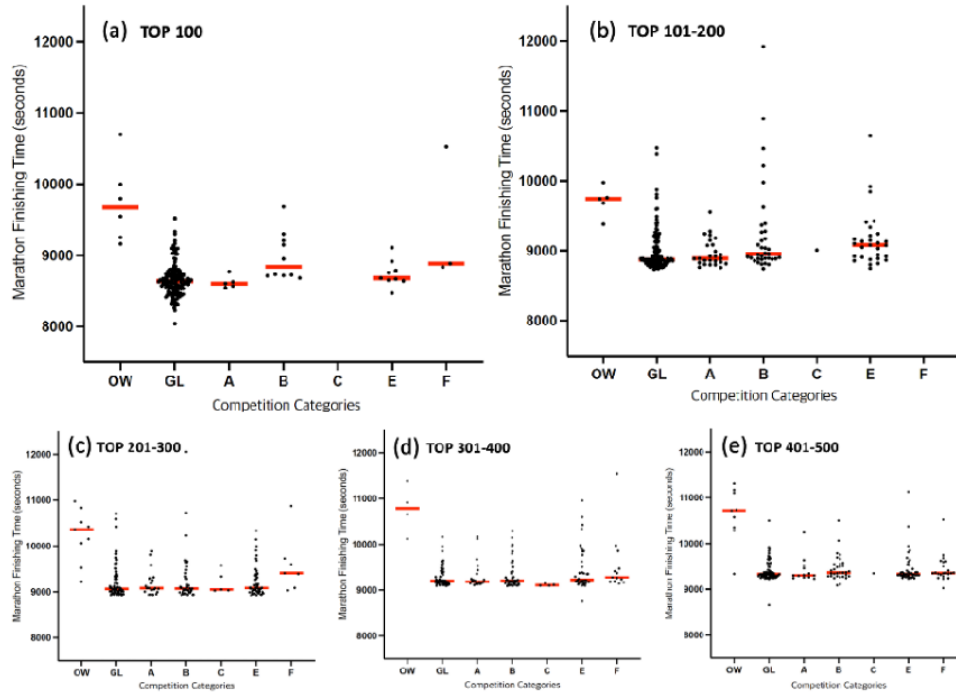 (a) TOP 100
12000
11000
10000
9000
8000
Marathon Finishing Time (seconds)
OW GL A B C E F
Competition Categories
(b) TOP 101-200
12000
11000
10000
9000
8000
Marathon Finishing Time (seconds)
OW GL A B C E F
Competition Categories
(c) TOP 201-300
12000
11000
10000
9000
8000
Marathon Finishing Time (seconds)
OW GL A B C E F
Competition Categories
(d) TOP 301-400
12000
11000
10000
9000
8000
Marathon Finishing Time (seconds)
OW GL A B C E F
Competition Categories
(e) TOP 401-500
12000
11000
10000
9000
8000
Marathon Finishing Time (seconds)
OW GL A B C E F
Competition Categories